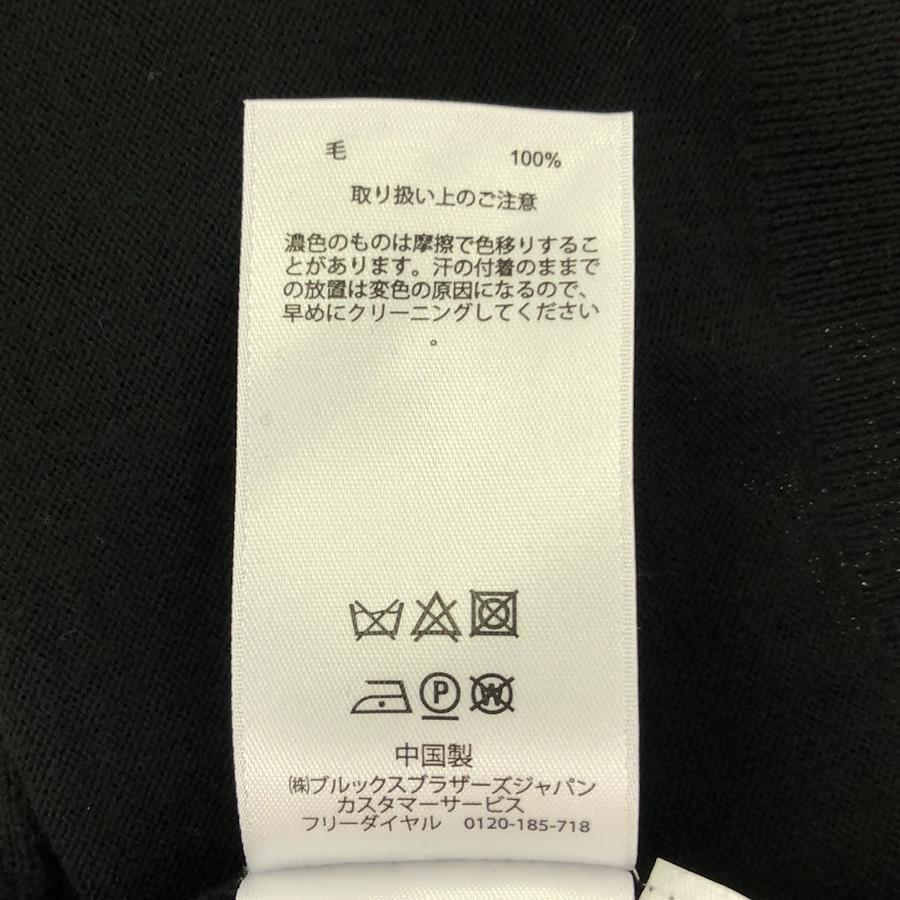 毛 100%
取り扱い上のご注意
濃色のものは摩擦で色移りするこ
とがあります。汗の付着のままで
の放置は変色の原因になるので、
早めにクリーニングしてください
。
P W
中国製
㈱ブルックスブラザーズジャパン
カスタマーサービス
フリーダイヤル 0120-185-718